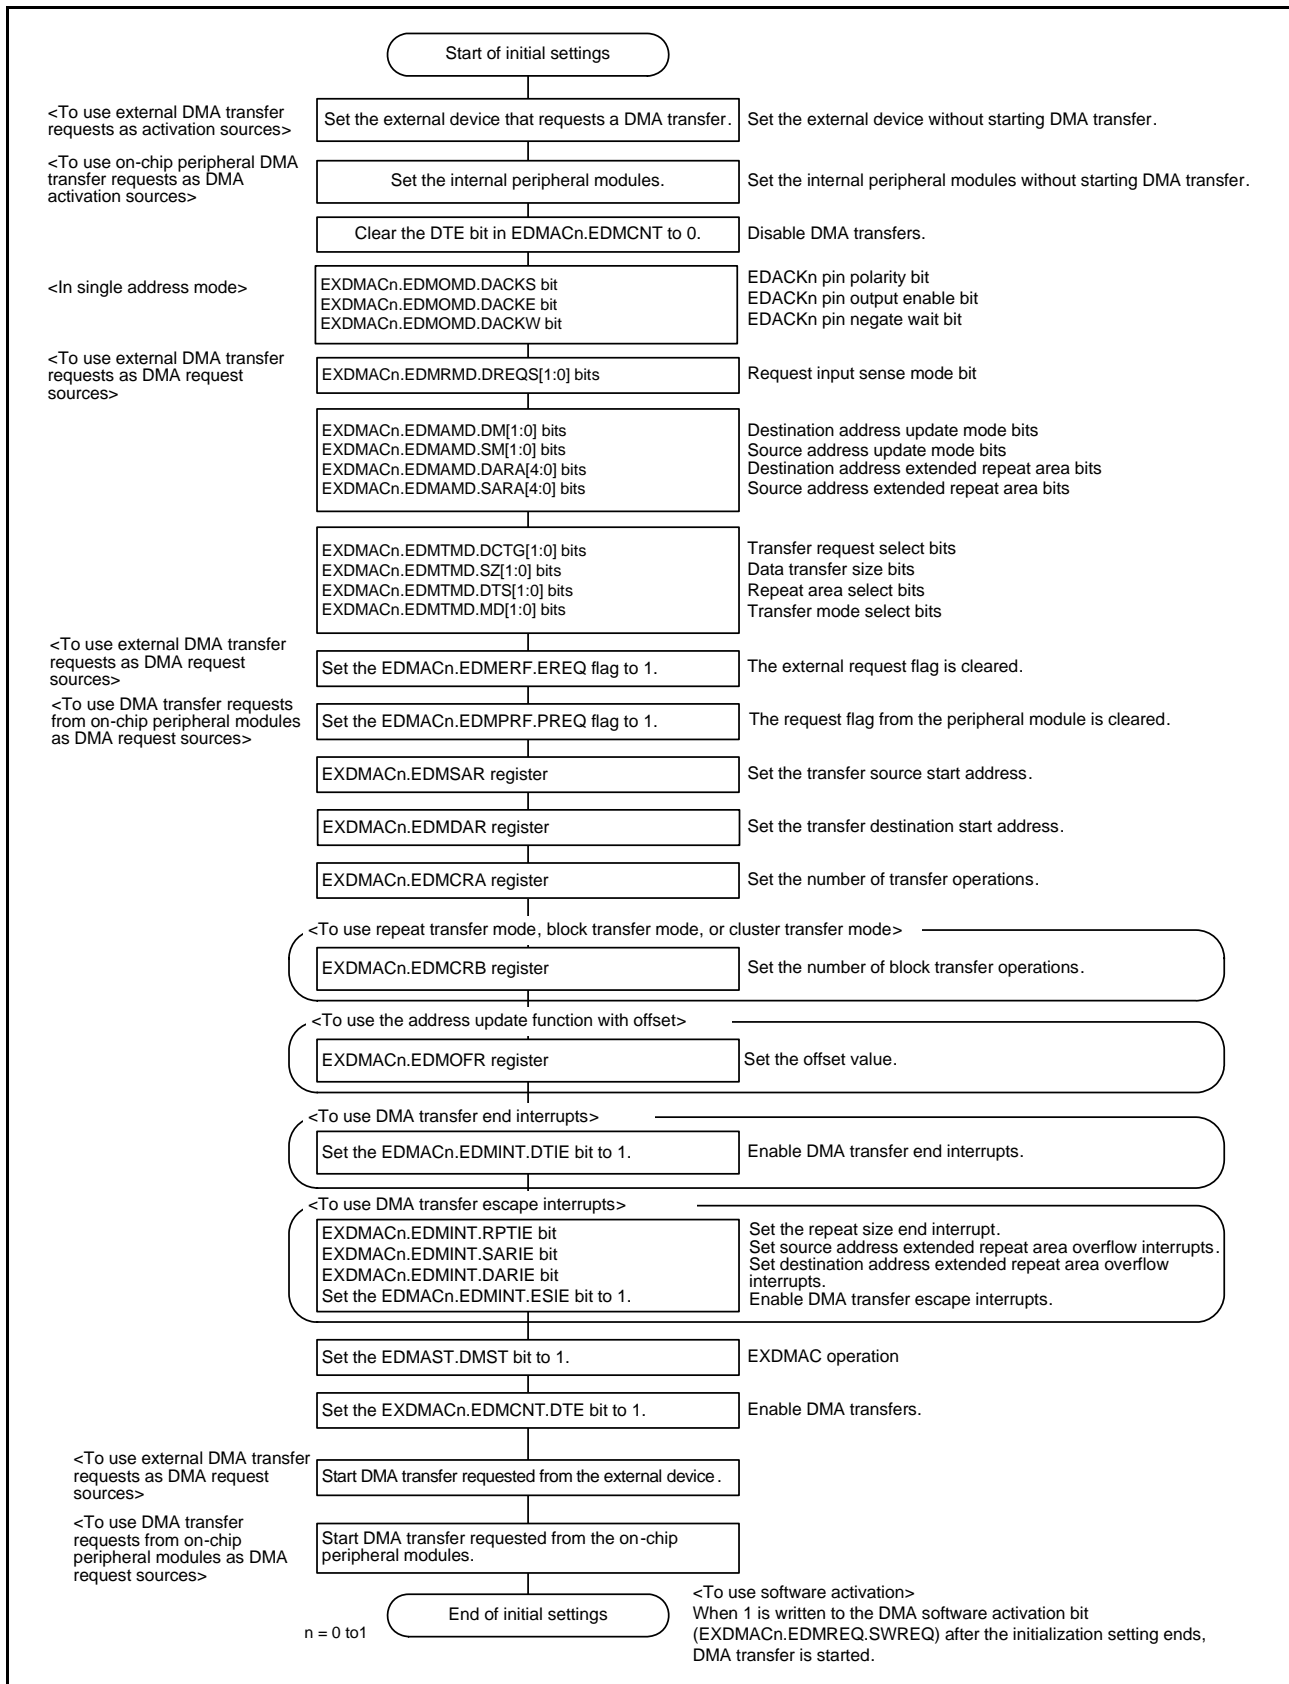 Start of initial settings
<To use external DMA transfer
requests as activation sources>
Set the external device that requests a DMA transfer.
Set the external device without starting DMA transfer.
<To use on-chip peripheral DMA
transfer requests as DMA
activation sources>
Set the internal peripheral modules.
Set the internal peripheral modules without starting DMA transfer.
Clear the DTE bit in EDMACn.EDMCNT to 0.
Disable DMA transfers.
<In single address mode>
EXDMACn.EDMOMD.DACKS bit
EXDMACn.EDMOMD.DACKE bit
EXDMACn.EDMOMD.DACKW bit
EDACKn pin polarity bit
EDACKn pin output enable bit
EDACKn pin negate wait bit
<To use external DMA transfer
requests as DMA request
sources>
EXDMACn.EDMRMD.DREQS[1:0] bits
Request input sense mode bit
EXDMACn.EDMAMD.DM[1:0] bits
EXDMACn.EDMAMD.SM[1:0] bits
EXDMACn.EDMAMD.DARA[4:0] bits
EXDMACn.EDMAMD.SARA[4:0] bits
Destination address update mode bits
Source address update mode bits
Destination address extended repeat area bits
Source address extended repeat area bits
EXDMACn.EDMTMD.DCTG[1:0] bits
EXDMACn.EDMTMD.SZ[1:0] bits
EXDMACn.EDMTMD.DTS[1:0] bits
EXDMACn.EDMTMD.MD[1:0] bits
Transfer request select bits
Data transfer size bits
Repeat area select bits
Transfer mode select bits
<To use external DMA transfer
requests as DMA request
sources>
Set the EDMACn.EDMERF.EREQ flag to 1.
The external request flag is cleared.
<To use DMA transfer requests
from on-chip peripheral modules
as DMA request sources>
Set the EDMACn.EDMPRF.PREQ flag to 1.
The request flag from the peripheral module is cleared.
EXDMACn.EDMSAR register
Set the transfer source start address.
EXDMACn.EDMDAR register
Set the transfer destination start address.
EXDMACn.EDMCRA register
Set the number of transfer operations.
<To use repeat transfer mode, block transfer mode, or cluster transfer mode>
EXDMACn.EDMCRB register
Set the number of block transfer operations.
<To use the address update function with offset>
EXDMACn.EDMOFR register
Set the offset value.
<To use DMA transfer end interrupts>
Set the EDMACn.EDMINT.DTIE bit to 1.
Enable DMA transfer end interrupts.
<To use DMA transfer escape interrupts>
EXDMACn.EDMINT.RPTIE bit
EXDMACn.EDMINT.SARIE bit
EXDMACn.EDMINT.DARIE bit
Set the EDMACn.EDMINT.ESIE bit to 1.
Set the repeat size end interrupt.
Set source address extended repeat area overflow interrupts.
Set destination address extended repeat area overflow
interrupts.
Enable DMA transfer escape interrupts.
Set the EDMAST.DMST bit to 1.
EXDMAC operation
Set the EXDMACn.EDMCNT.DTE bit to 1.
Enable DMA transfers.
<To use external DMA transfer
requests as DMA request
sources>
Start DMA transfer requested from the external device.
<To use DMA transfer
requests from on-chip
peripheral modules as DMA
request sources>
Start DMA transfer requested from the on-chip
peripheral modules.
End of initial settings
n = 0 to1
<To use software activation>
When 1 is written to the DMA software activation bit
(EXDMACn.EDMREQ.SWREQ) after the initialization setting ends,
DMA transfer is started.